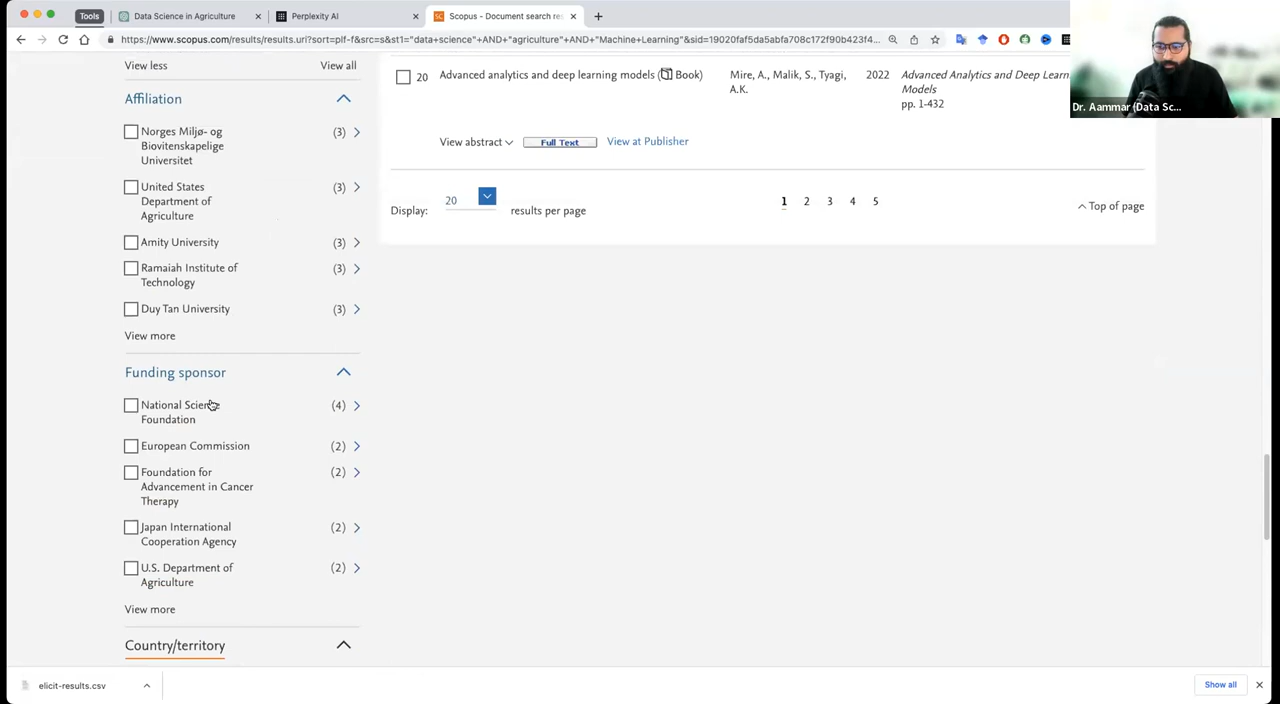 Tools
Data Science in Agriculture
Perplexity AI
Scopus - Document search res
https://www.scopus.com/results/results.uri?sort=plf-f&src=s&st1="data+science"+AND+"agriculture"+AND+"Machine+Learning"&sid=19020faf5da5abfa708c172f90b423f4...
Dr. Aammar (Data Sc...
View less
View all
Affiliation
Norges Miljø- og
Biovitenskapelige
Universitet
(3)
United States
Department of
Agriculture
(3)
Amity University
(3)
Ramaiah Institute of
Technology
(3)
Duy Tan University
(3)
View more
Funding sponsor
National Science
Foundation
(4)
European Commission
(2)
Foundation for
Advancement in Cancer
Therapy
(2)
Japan International
Cooperation Agency
(2)
U.S. Department of
Agriculture
(2)
View more
Country/territory
20
Advanced analytics and deep learning models (Book)
Mire, A., Malik, S., Tyagi,
A.K.
2022
Advanced Analytics and Deep Learn
Models
pp. 1-432
View abstract
Full Text
View at Publisher
Display:
20
results per page
1 2 3 4 5
Top of page
elicit-results.csv
Show all